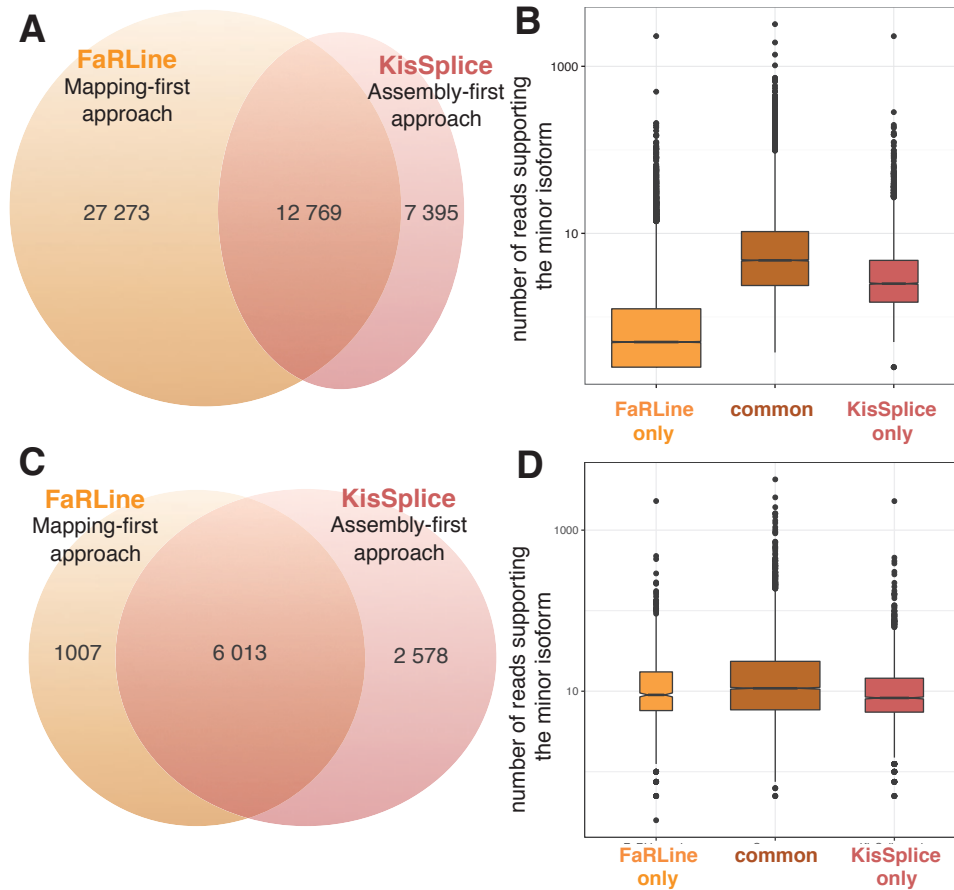 A
FaRLine
Mapping-first
approach
KisSplice
Assembly-first
approach
27 273
12 769
7 395
B
number of reads supporting
the minor isoform
1000
10
FaRLine
only
common
KisSplice
only
C
FaRLine
Mapping-first
approach
KisSplice
Assembly-first
approach
1007
6 013
2 578
D
number of reads supporting
the minor isoform
1000
10
FaRLine
only
common
KisSplice
only